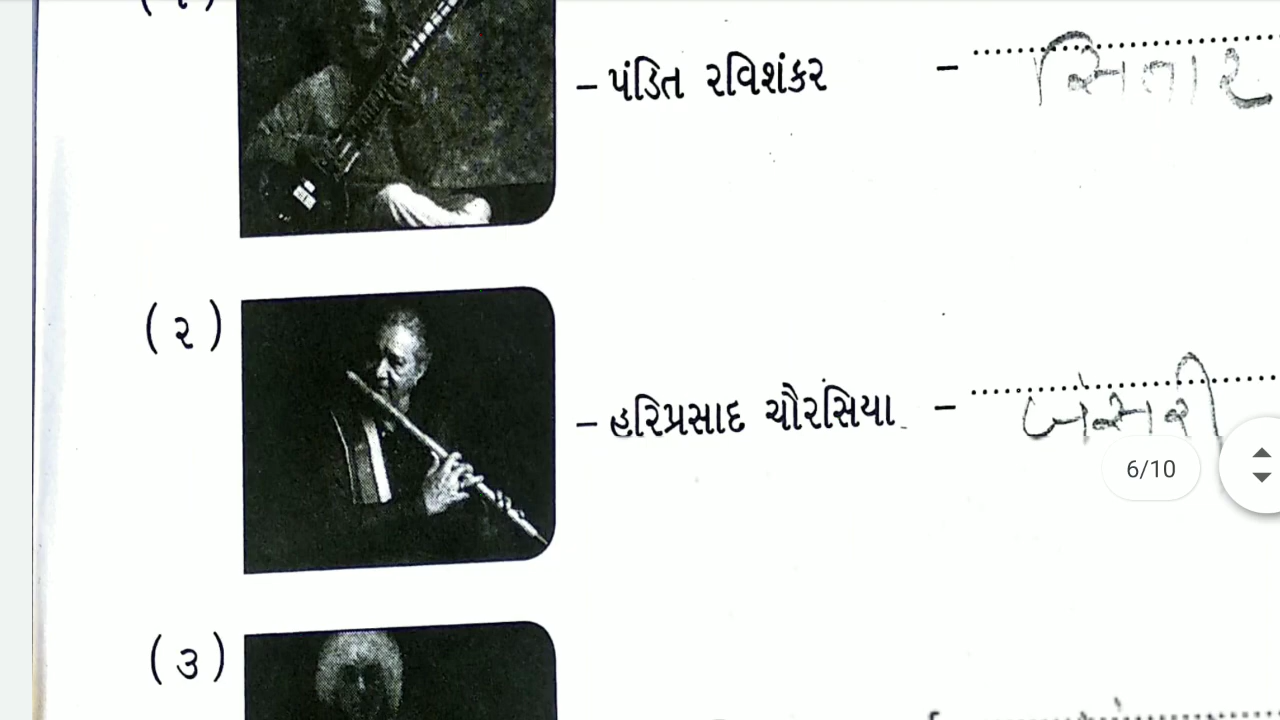 – પંડિત રવિશંકર – સિતાર
(૨) – હરિપ્રસાદ ચૌરસિયા – બંસરી
6/10
(૩)